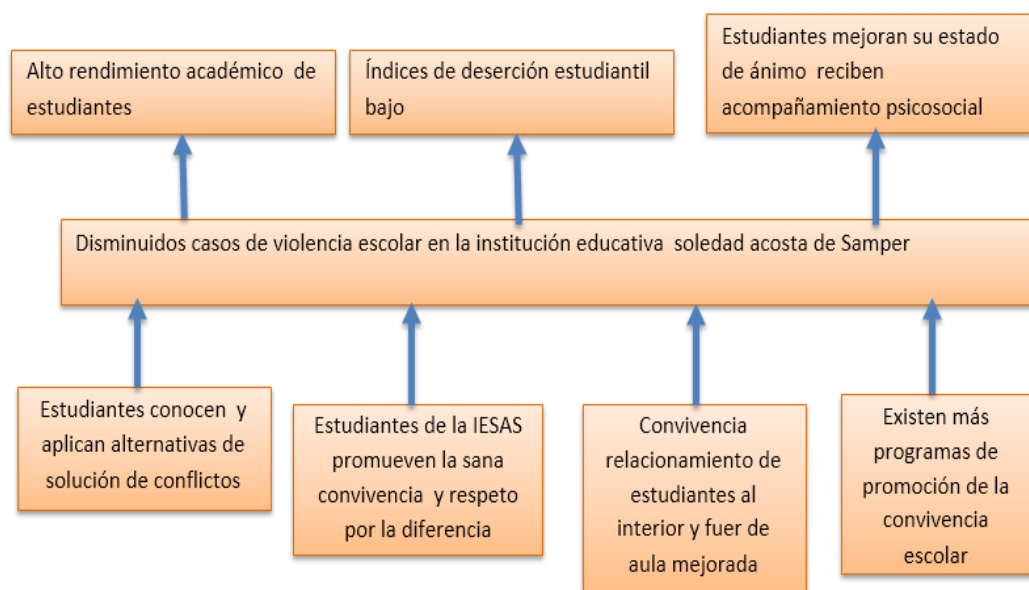 Alto rendimiento académico de
estudiantes
Índices de deserción estudiantil
bajo
Estudiantes mejoran su estado
de ánimo reciben
acompañamiento psicosocial
Disminuidos casos de violencia escolar en la institución educativa soledad acosta de Samper
Estudiantes conocen y
aplican alternativas de
solución de conflictos
Estudiantes de la IESAS
promueven la sana
convivencia y respeto
por la diferencia
Convivencia
relacionamiento de
estudiantes al
interior y fuer de
aula mejorada
Existen más
programas de
promoción de la
convivencia
escolar